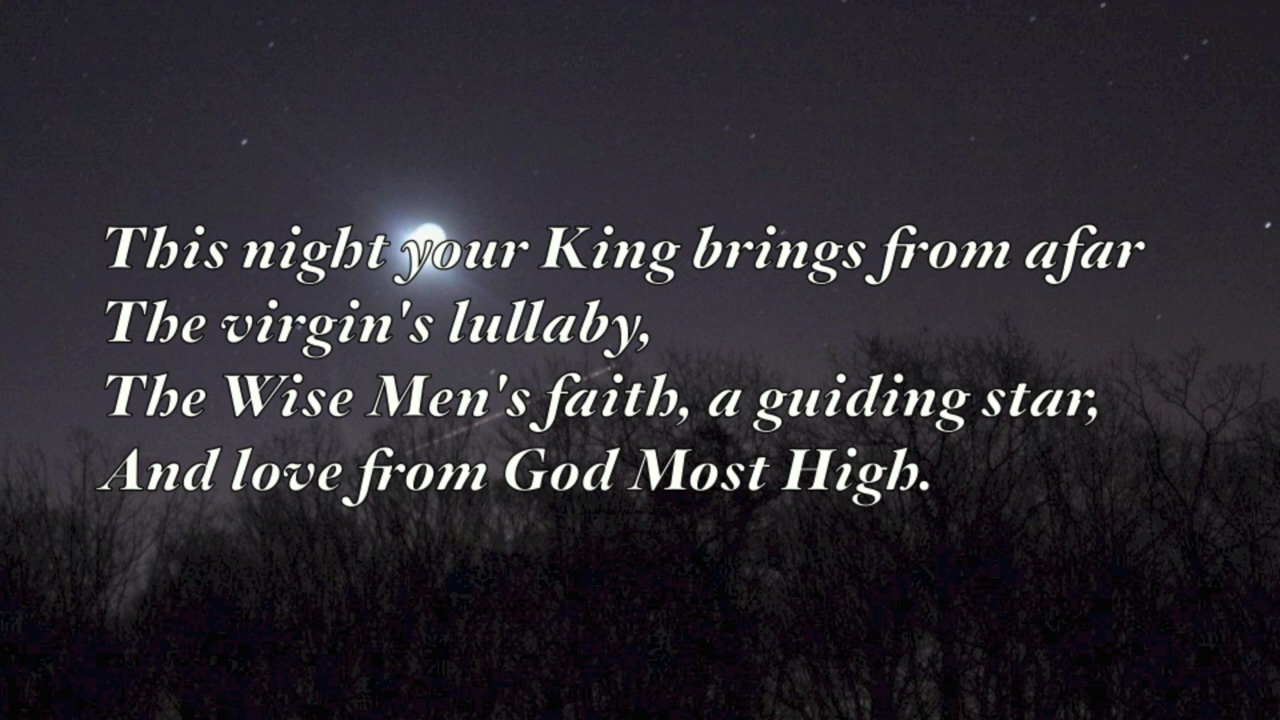 This night your King brings from afar
The virgin's lullaby,
The Wise Men's faith, a guiding star,
And love from God Most High.